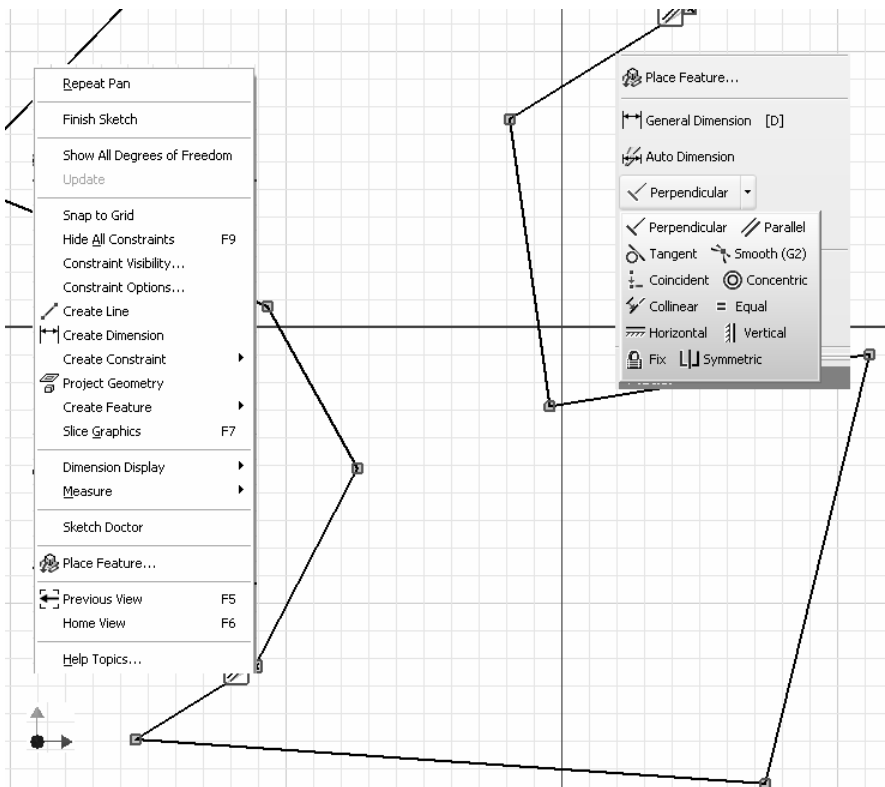 Repeat Pan
Finish Sketch
Show All Degrees of Freedom
Update
Snap to Grid
Hide All Constraints F9
Constraint Visibility...
Constraint Options...
Create Line
Create Dimension
Create Constraint
Project Geometry
Create Feature
Slice Graphics F7
Dimension Display
Measure
Sketch Doctor
Place Feature...
Previous View F5
Home View F6
Help Topics...
Place Feature...
General Dimension [D]
Auto Dimension
Perpendicular
Perpendicular Parallel
Tangent Smooth (G2)
Coincident Concentric
Collinear Equal
Horizontal Vertical
Fix Symmetric